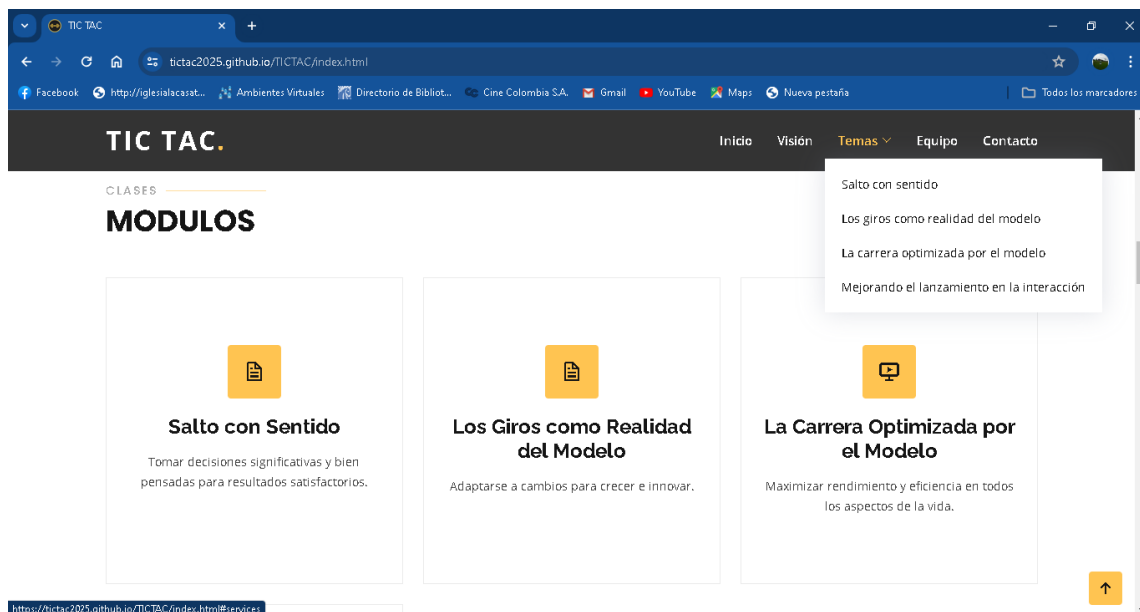 TIC TAC
tictac2025.github.io/TICTAC/index.html
Facebook http://iglesialacasat... Ambientes Virtuales Directorio de Bibliot... Cine Colombia S.A. Gmail YouTube Maps Nueva pestaña Todos los marcadores
TIC TAC. Inicio Visión Temas Equipo Contacto
Salto con sentido
Los giros como realidad del modelo
La carrera optimizada por el modelo
Mejorando el lanzamiento en la interacción
CLASES
MODULOS
Salto con Sentido
Tomar decisiones significativas y bien
pensadas para resultados satisfactorios.
Los Giros como Realidad
del Modelo
Adaptarse a cambios para crecer e innovar.
La Carrera Optimizada por
el Modelo
Maximizar rendimiento y eficiencia en todos
los aspectos de la vida.
https://tictac2025.github.io/TICTAC/index.html#services